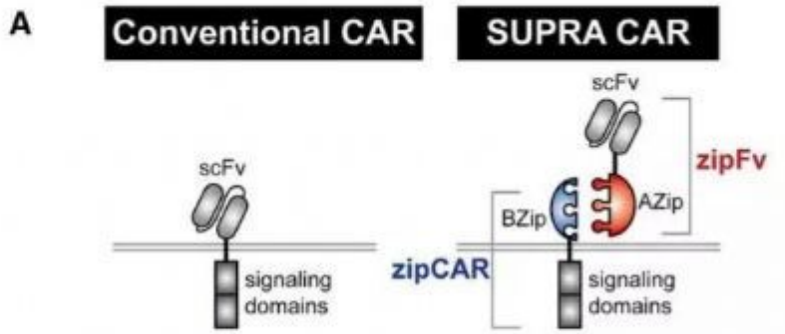 A
Conventional CAR
SUPRA CAR
scFv
signaling
domains
scFv
zipFv
BZip
AZip
zipCAR
signaling
domains